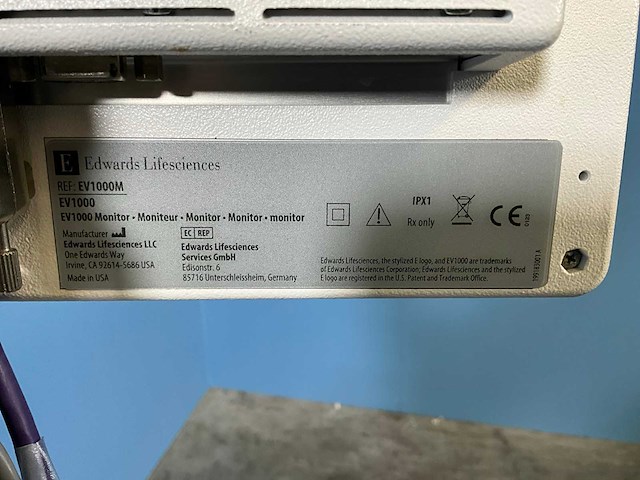 E Edwards Lifesciences
REF: EV1000M
EV1000
EV1000 Monitor • Moniteur • Monitor • Monitor • monitor
Manufacturer
Edwards Lifesciences LLC
One Edwards Way
Irvine, CA 92614-5686 USA
Made in USA
EC REP
Edwards Lifesciences
Services GmbH
Edisonstr. 6
85716 Unterschleissheim, Germany
IPX1
Rx only
CE
0123
Edwards Lifesciences, the stylized E logo, and EV1000 are trademarks
of Edwards Lifesciences Corporation; Edwards Lifesciences and the stylized
E logo are registered in the U.S. Patent and Trademark Office.